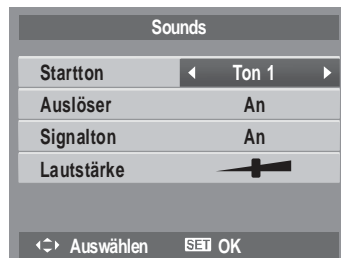 Sounds
Startton Ton 1
Auslöser An
Signalton An
Lautstärke
Auswählen SET OK